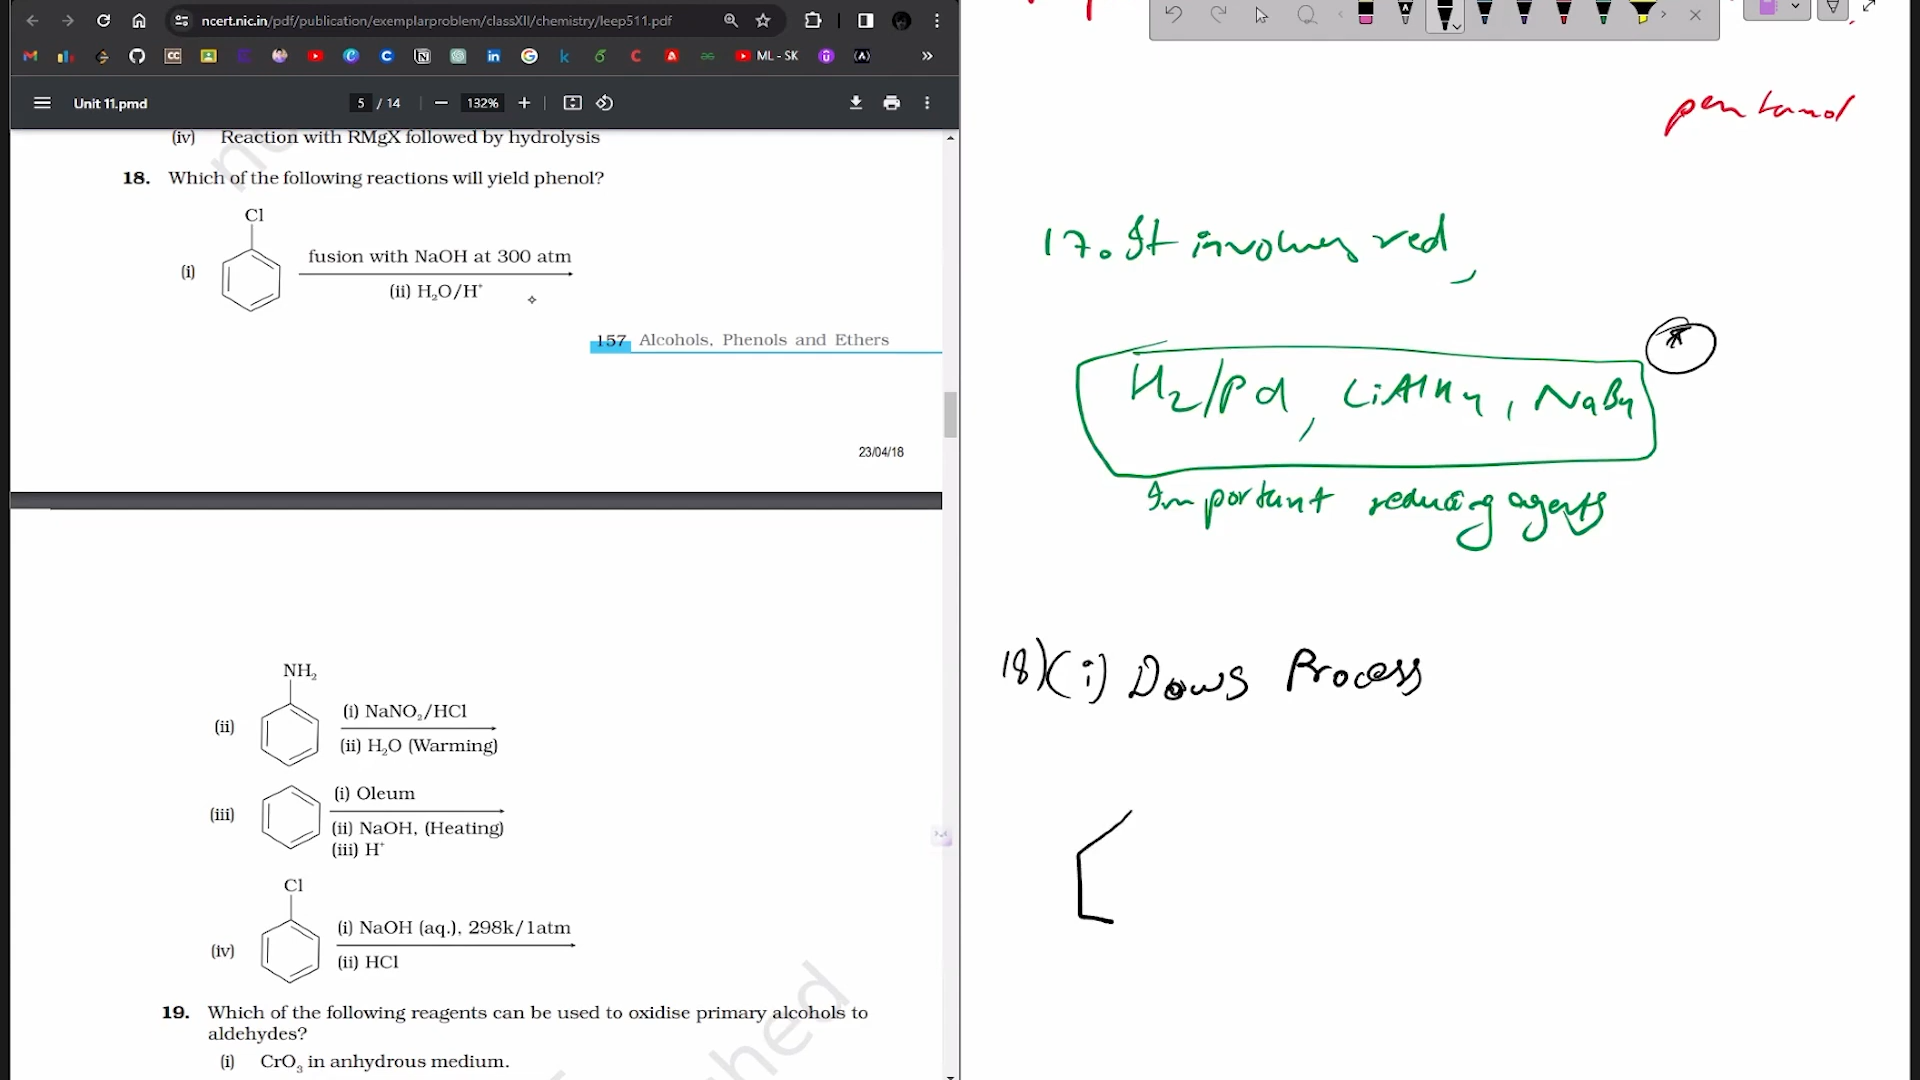 ncert.nic.in/pdf/publication/exemplarproblem/classXII/chemistry/leep511.pdf
ML - SK
Unit 11.pmd
5 / 14
132%
(iv) Reaction with RMgX followed by hydrolysis
18. Which of the following reactions will yield phenol?
Cl
(i) fusion with NaOH at 300 atm
(ii) H₂O/H⁺
157 Alcohols, Phenols and Ethers
23/04/18
NH₂
(ii) (i) NaNO₂/HCl
(ii) H₂O (Warming)
(iii) (i) Oleum
(ii) NaOH, (Heating)
(iii) H⁺
Cl
(iv) (i) NaOH (aq.), 298k/1atm
(ii) HCl
19. Which of the following reagents can be used to oxidise primary alcohols to
aldehydes?
(i) CrO₃ in anhydrous medium.
shed
pentanol
17. It involves red,
H2/Pd, LiAlH4, NaB4
Important reducing agents
18)(i) Dows Process